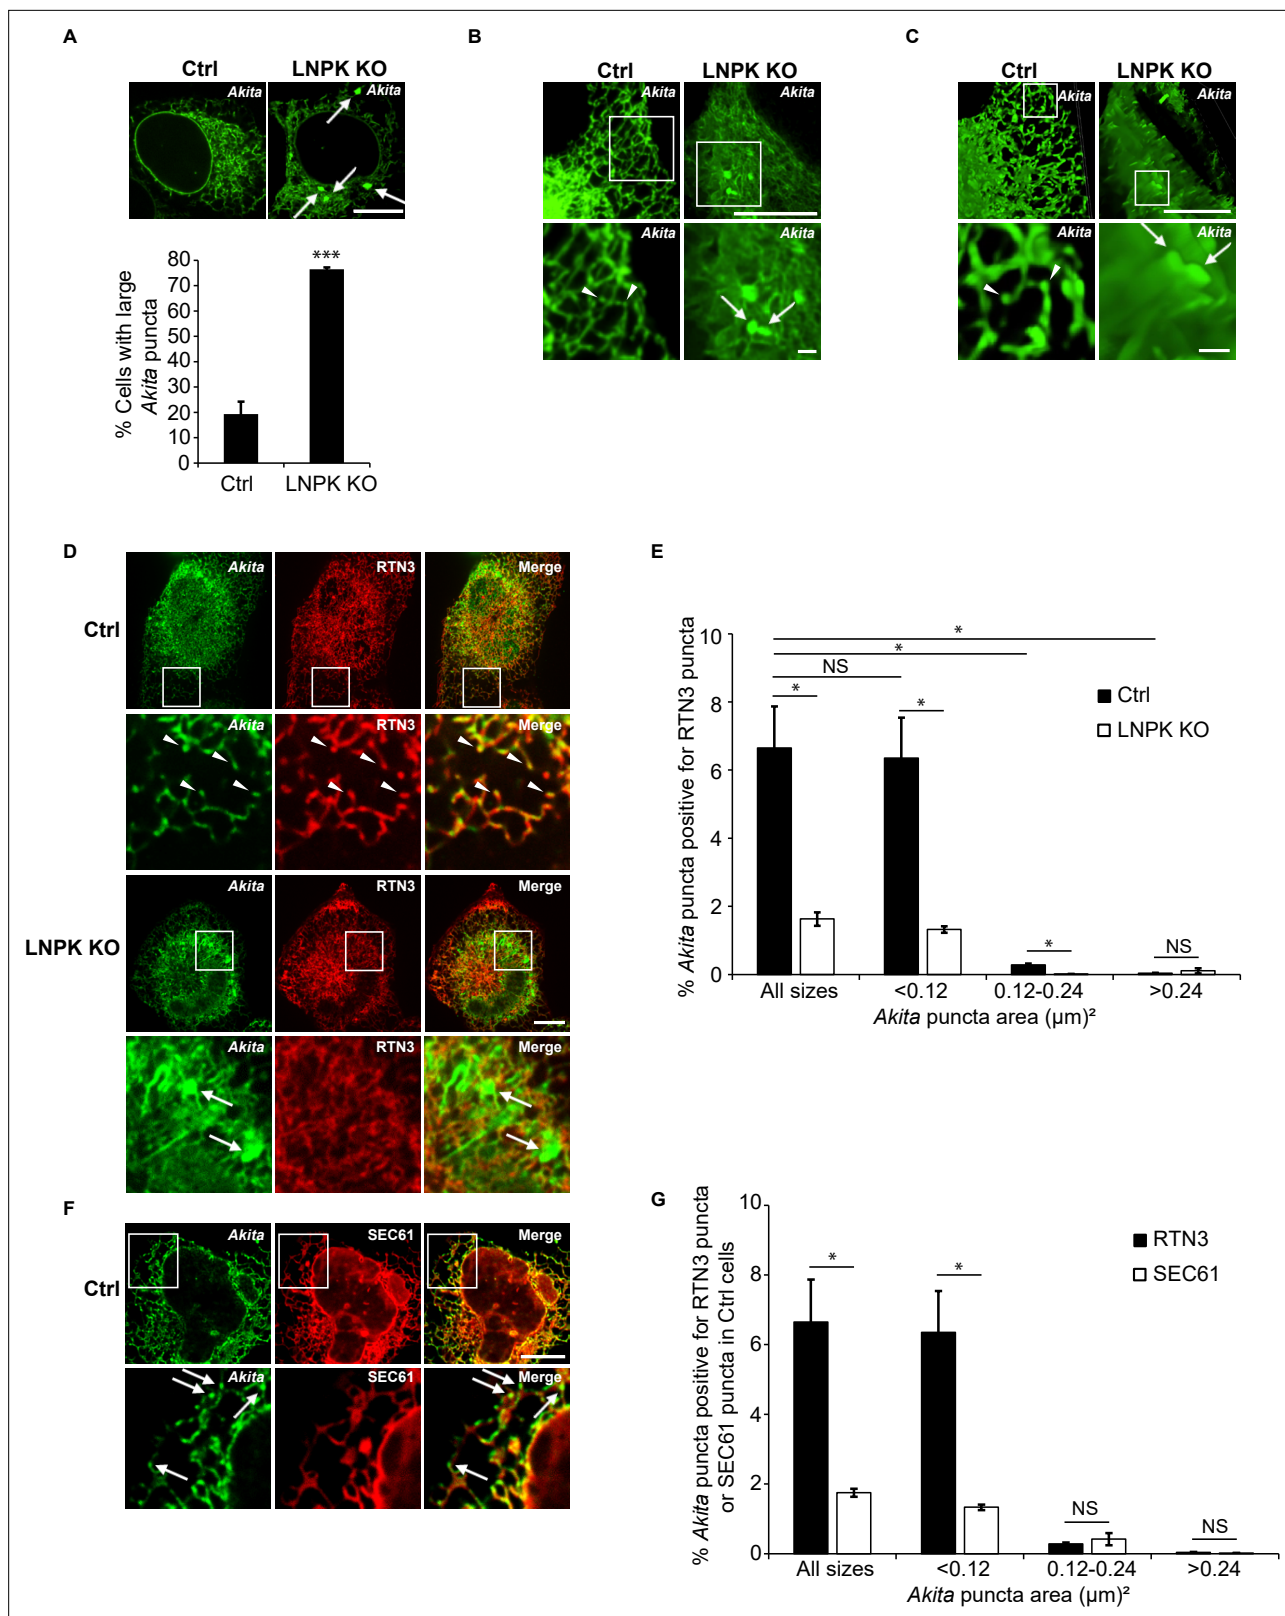 A
Ctrl
LNPK KO
Akita
Akita
% Cells with large
Akita puncta
80
70
60
50
40
30
20
10
0
***
Ctrl
LNPK KO
B
Ctrl
LNPK KO
Akita
Akita
Akita
Akita
C
Ctrl
LNPK KO
Akita
Akita
Akita
Akita
D
Ctrl
Akita
RTN3
Merge
Akita
RTN3
Merge
LNPK KO
Akita
RTN3
Merge
Akita
RTN3
Merge
E
% Akita puncta positive for RTN3 puncta
10
8
6
4
2
0
*
*
NS
*
*
*
NS
Ctrl
LNPK KO
All sizes
<0.12
0.12-0.24
>0.24
Akita puncta area (µm)²
F
Ctrl
Akita
SEC61
Merge
Akita
SEC61
Merge
G
% Akita puncta positive for RTN3 puncta
or SEC61 puncta in Ctrl cells
10
8
6
4
2
0
*
*
NS
NS
RTN3
SEC61
All sizes
<0.12
0.12-0.24
>0.24
Akita puncta area (µm)²